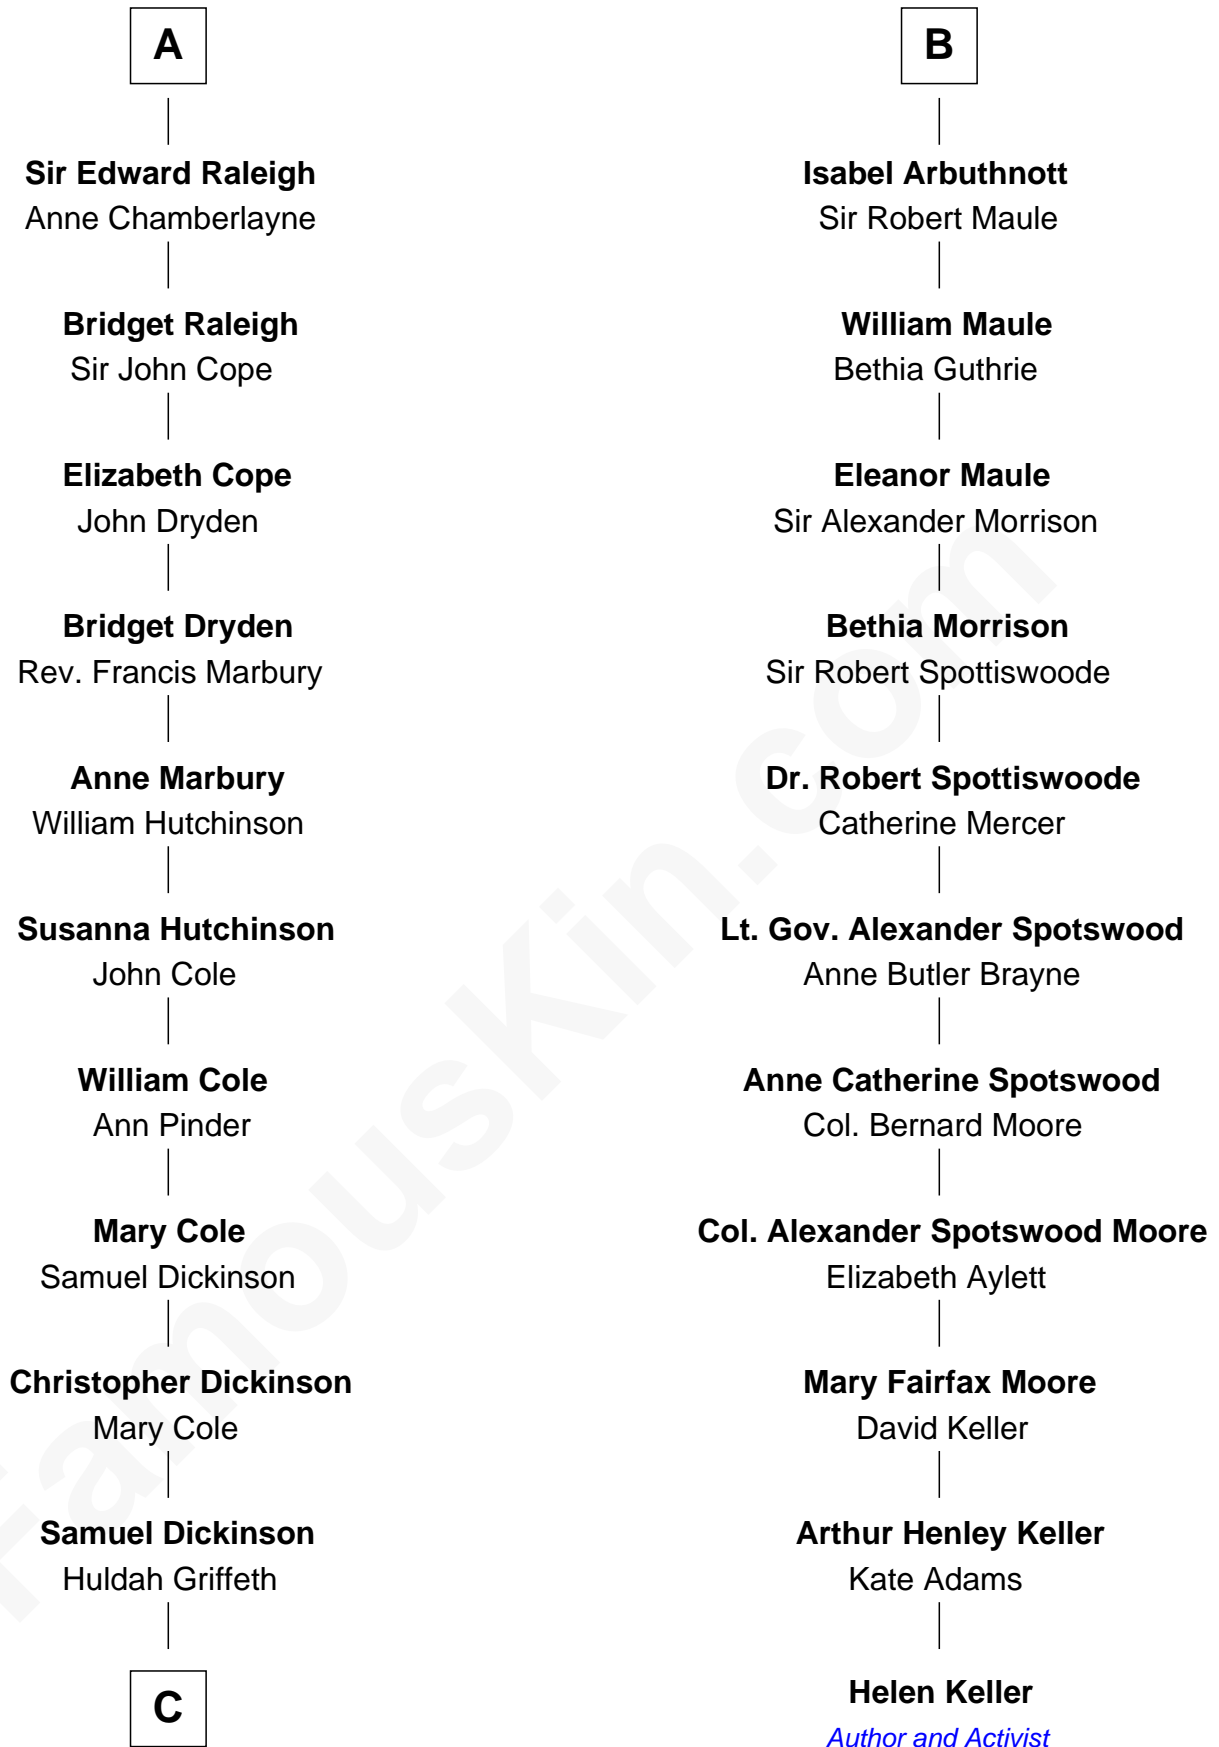 A
Sir Edward Raleigh
Anne Chamberlayne
Bridget Raleigh
Sir John Cope
Elizabeth Cope
John Dryden
Bridget Dryden
Rev. Francis Marbury
Anne Marbury
William Hutchinson
Susanna Hutchinson
John Cole
William Cole
Ann Pinder
Mary Cole
Samuel Dickinson
Christopher Dickinson
Mary Cole
Samuel Dickinson
Huldah Griffeth
C
B
Isabel Arbuthnott
Sir Robert Maule
William Maule
Bethia Guthrie
Eleanor Maule
Sir Alexander Morrison
Bethia Morrison
Sir Robert Spottiswoode
Dr. Robert Spottiswoode
Catherine Mercer
Lt. Gov. Alexander Spotswood
Anne Butler Brayne
Anne Catherine Spotswood
Col. Bernard Moore
Col. Alexander Spotswood Moore
Elizabeth Aylett
Mary Fairfax Moore
David Keller
Arthur Henley Keller
Kate Adams
Helen Keller
Author and Activist
FamousKin.com